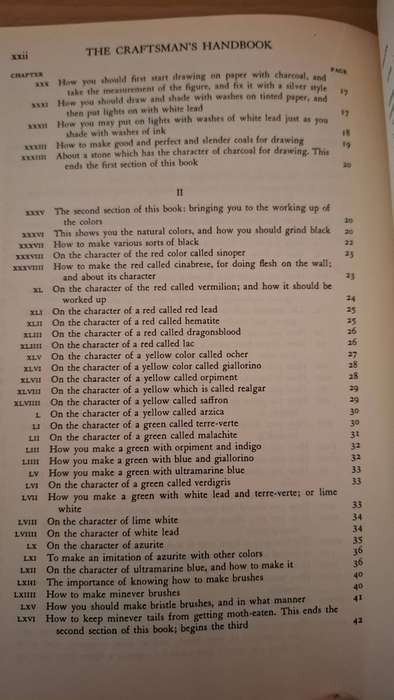 xxii THE CRAFTSMAN'S HANDBOOK
CHAPTER PAGE
XXX How you should first start drawing on paper with charcoal, and
take the measurement of the figure, and fix it with a silver style 17
XXXI How you should draw and shade with washes on tinted paper, and
then put lights on with white lead 17
XXXII How you may put on lights with washes of white lead just as you
shade with washes of ink 18
XXXIII How to make good and perfect and slender coals for drawing 19
XXXIIII About a stone which has the character of charcoal for drawing. This
ends the first section of this book 20
II
XXXV The second section of this book: bringing you to the working up of
the colors 20
XXXVI This shows you the natural colors, and how you should grind black 20
XXXVII How to make various sorts of black 22
XXXVIII On the character of the red color called sinoper 23
XXXVIIII How to make the red called cinabrese, for doing flesh on the wall;
and about its character 23
XL On the character of the red called vermilion; and how it should be
worked up 24
XLI On the character of a red called red lead 25
XLII On the character of a red called hematite 25
XLIII On the character of a red called dragonsblood 26
XLIIII On the character of a red called lac 26
XLV On the character of a yellow color called ocher 27
XLVI On the character of a yellow color called giallorino 28
XLVII On the character of a yellow called orpiment 28
XLVIII On the character of a yellow which is called realgar 29
XLVIIII On the character of a yellow called saffron 29
L On the character of a yellow called arzica 30
LI On the character of a green called terre-verte 30
LII On the character of a green called malachite 31
LIII How you make a green with orpiment and indigo 32
LIIII How you make a green with blue and giallorino 32
LV How you make a green with ultramarine blue 33
LVI On the character of a green called verdigris 33
LVII How you make a green with white lead and terre-verte; or lime
white 33
LVIII On the character of lime white 34
LVIIII On the character of white lead 34
LX On the character of azurite 35
LXI To make an imitation of azurite with other colors 36
LXII On the character of ultramarine blue, and how to make it 36
LXIII The importance of knowing how to make brushes 40
LXIIII How to make minever brushes 40
LXV How you should make bristle brushes, and in what manner 41
LXVI How to keep minever tails from getting moth-eaten. This ends the
second section of this book; begins the third 42